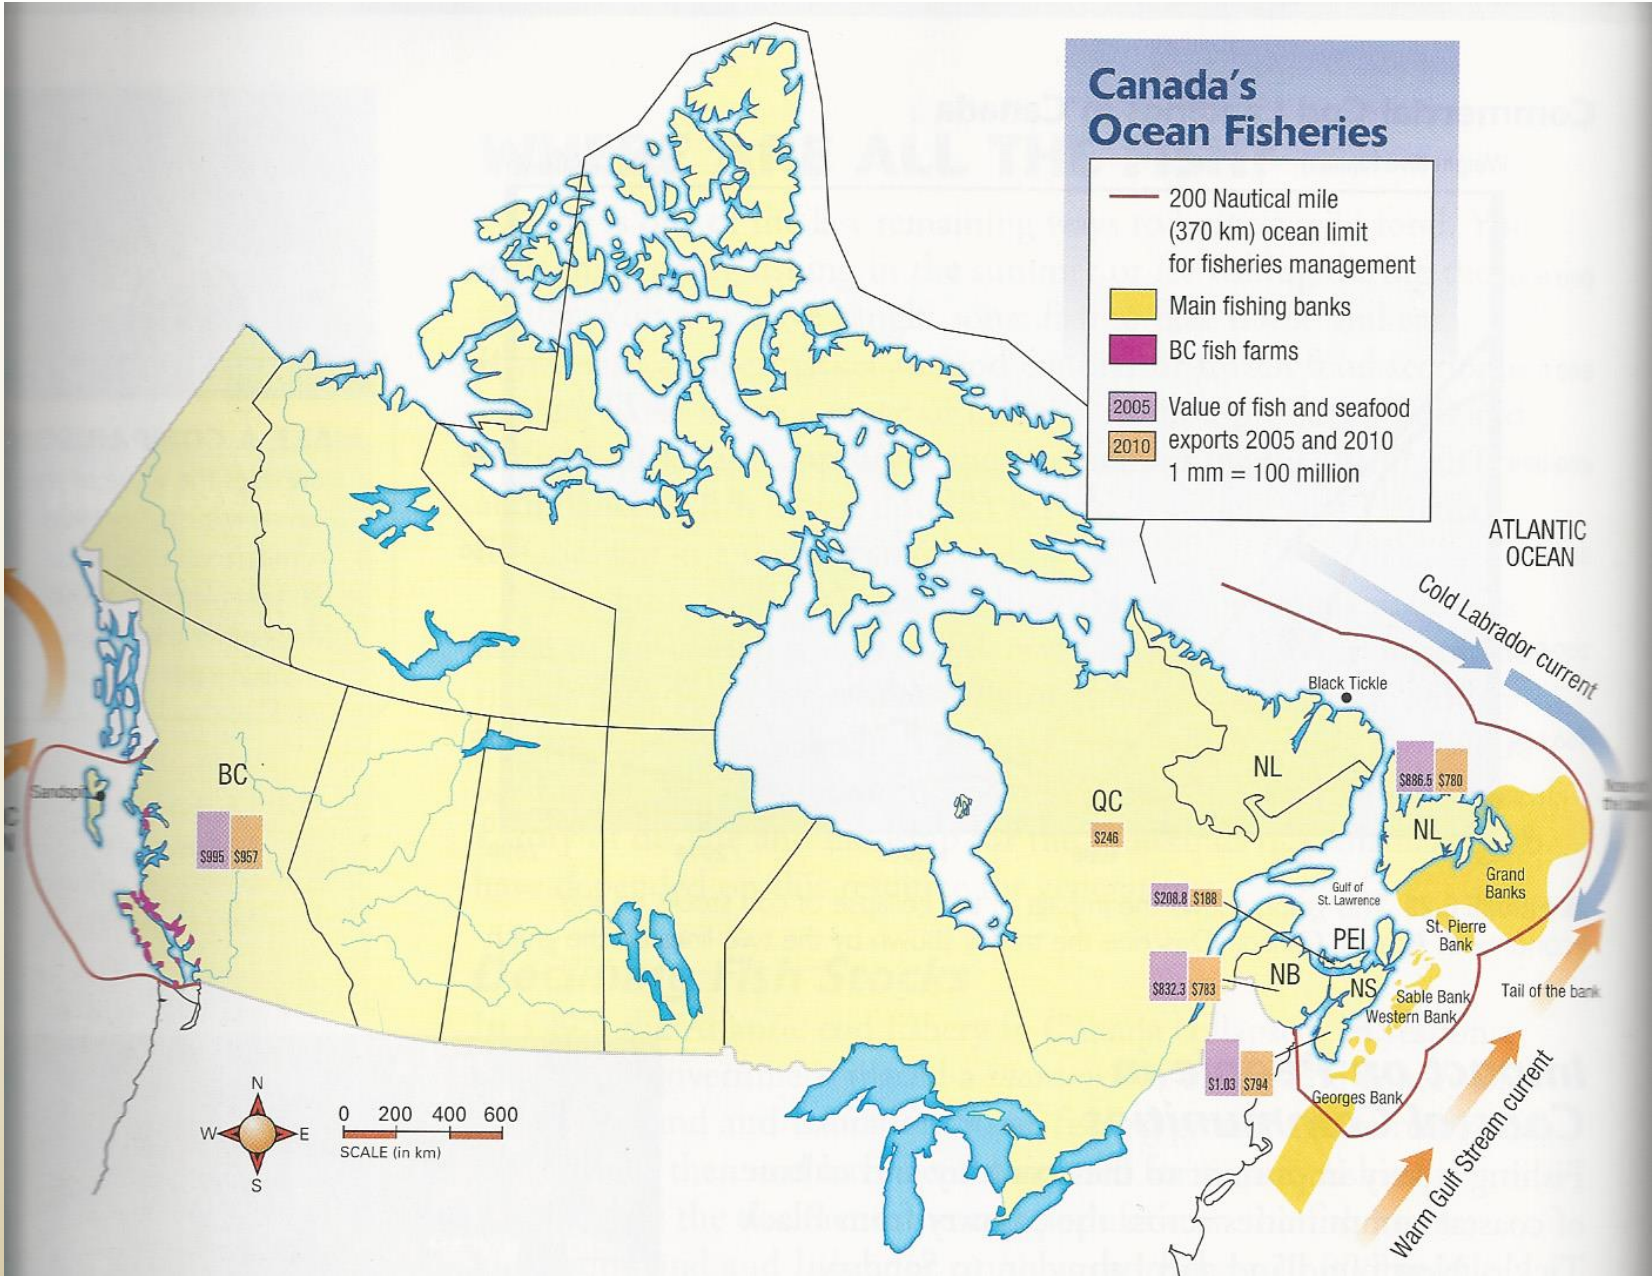 Canada's
Ocean Fisheries
200 Nautical mile
(370 km) ocean limit
for fisheries management
Main fishing banks
BC fish farms
2005
Value of fish and seafood
2010
exports 2005 and 2010
1 mm = 100 million
ATLANTIC
OCEAN
Cold Labrador current
Black Tickle
NL
$886.5 $780
NL
BC
$995 $957
QC
$246
Grand
Banks
Gulf of
St. Lawrence
$208.8 $188
St. Pierre
Bank
PEI
NB
NS
$832.3 $783
Sable Bank
Western Bank
Tail of the bank
$1.03 $794
Georges Bank
Warm Gulf Stream current
N
W E
S
0 200 400 600
SCALE (in km)